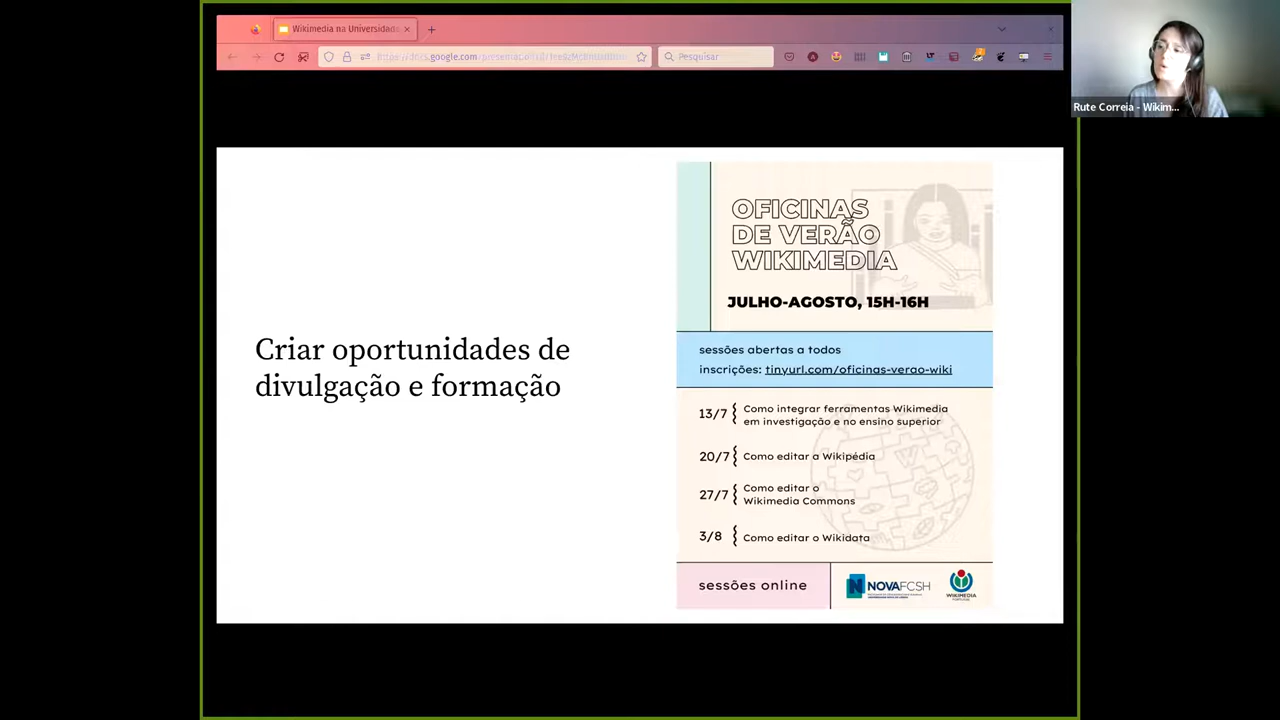 Wikimedia na Universidade
Pesquisar
Rute Correia - Wikim...
Criar oportunidades de
divulgação e formação
OFICINAS
DE VERÃO
WIKIMEDIA
JULHO-AGOSTO, 15H-16H
sessões abertas a todos
inscrições: tinyurl.com/oficinas-verao-wiki
13/7 Como integrar ferramentas Wikimedia
em investigação e no ensino superior
20/7 Como editar a Wikipédia
27/7 Como editar o
Wikimedia Commons
3/8 Como editar o Wikidata
sessões online
NOVAFCSH
WIKIMEDIA
PORTUGAL